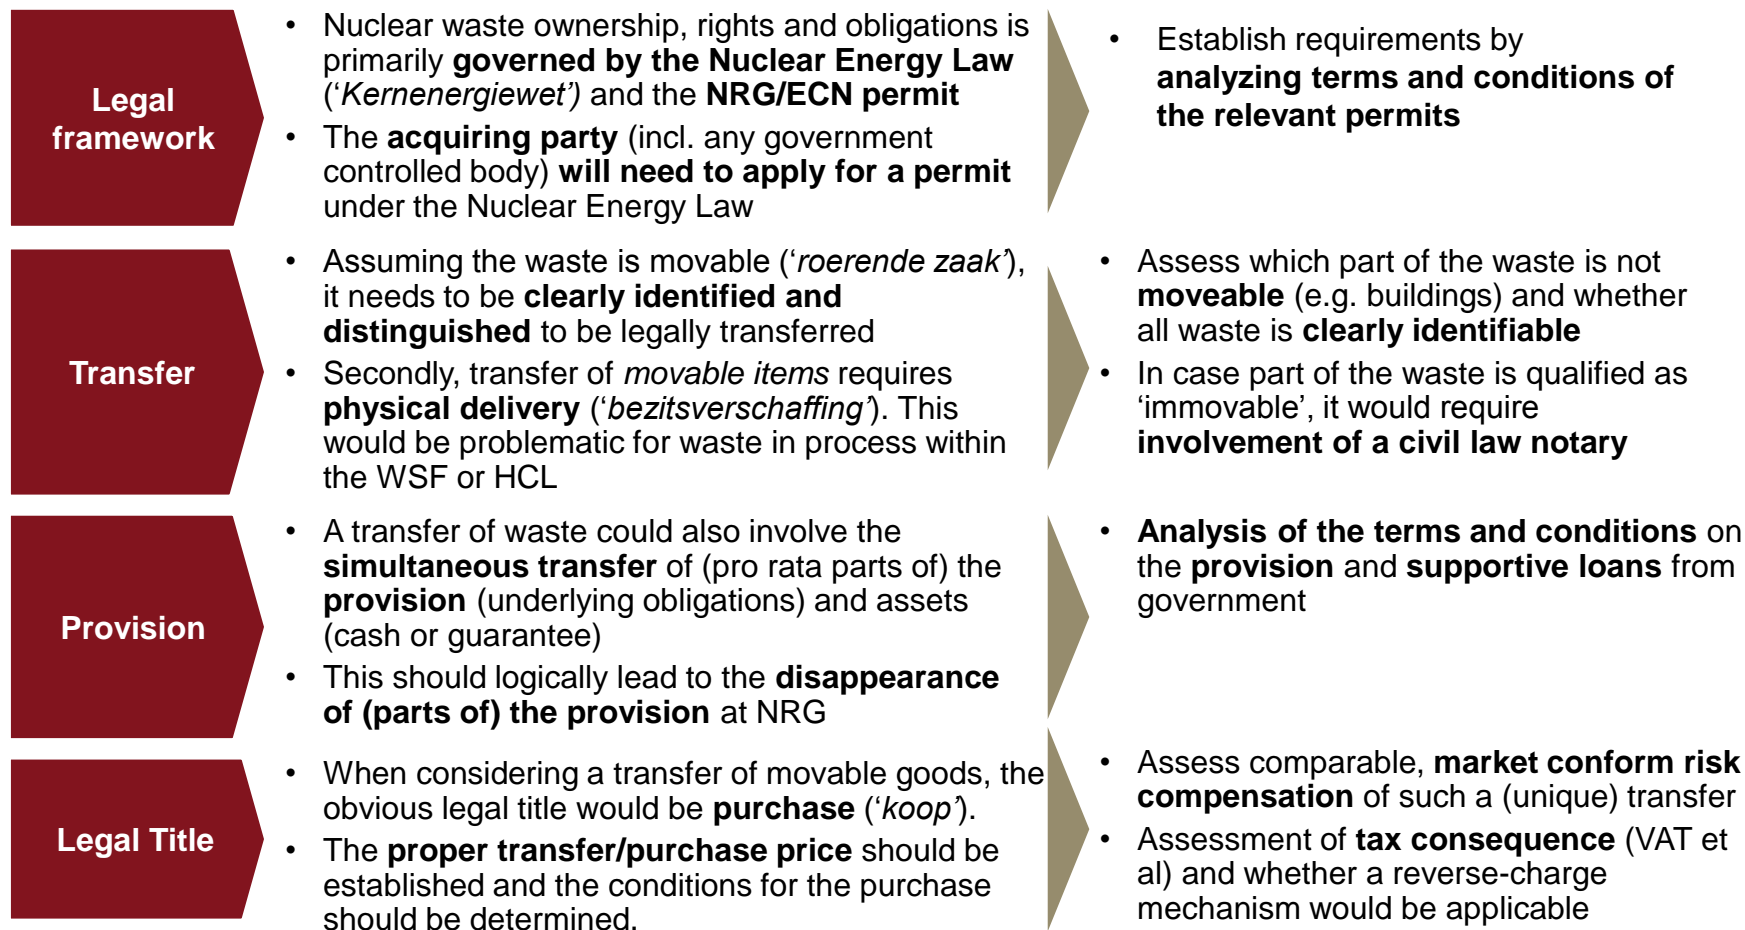 Legal
framework
• Nuclear waste ownership, rights and obligations is
primarily governed by the Nuclear Energy Law
(‘Kernenergiewet’) and the NRG/ECN permit
• The acquiring party (incl. any government
controlled body) will need to apply for a permit
under the Nuclear Energy Law
• Establish requirements by
analyzing terms and conditions of
the relevant permits
Transfer
• Assuming the waste is movable (‘roerende zaak’),
it needs to be clearly identified and
distinguished to be legally transferred
• Secondly, transfer of movable items requires
physical delivery (‘bezitsverschaffing’). This
would be problematic for waste in process within
the WSF or HCL
• Assess which part of the waste is not
moveable (e.g. buildings) and whether
all waste is clearly identifiable
• In case part of the waste is qualified as
‘immovable’, it would require
involvement of a civil law notary
Provision
• A transfer of waste could also involve the
simultaneous transfer of (pro rata parts of) the
provision (underlying obligations) and assets
(cash or guarantee)
• This should logically lead to the disappearance
of (parts of) the provision at NRG
• Analysis of the terms and conditions on
the provision and supportive loans from
government
Legal Title
• When considering a transfer of movable goods, the
obvious legal title would be purchase (‘koop’).
• The proper transfer/purchase price should be
established and the conditions for the purchase
should be determined.
• Assess comparable, market conform risk
compensation of such a (unique) transfer
• Assessment of tax consequence (VAT et
al) and whether a reverse-charge
mechanism would be applicable